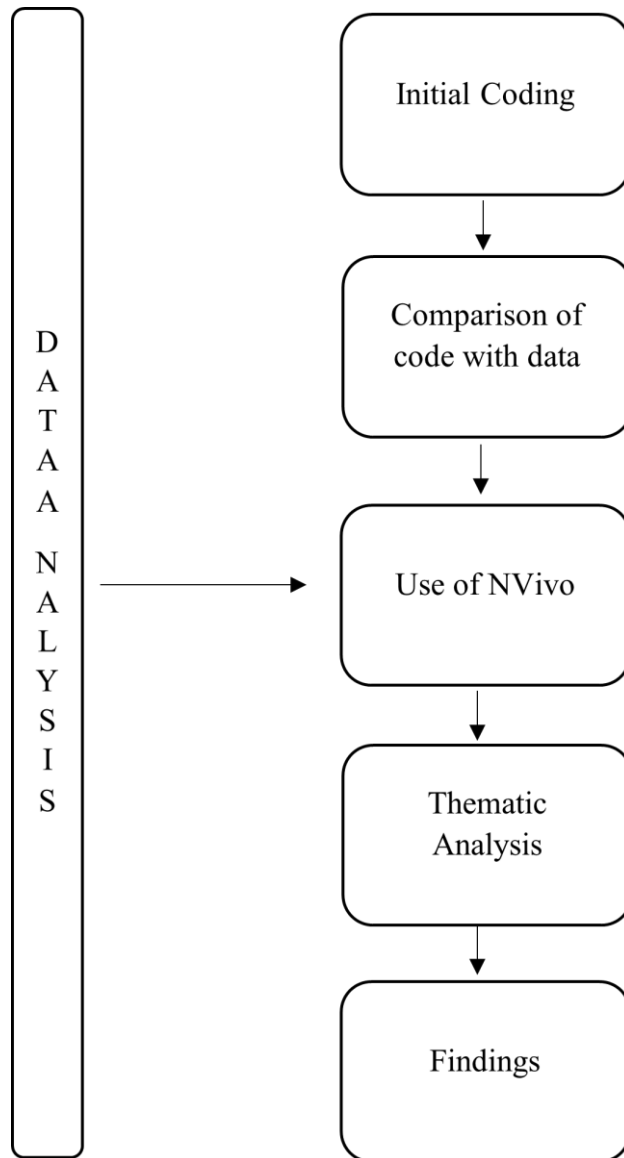 D
A
T
A
A
N
A
L
Y
S
I
S
Initial Coding
Comparison of
code with data
Use of NVivo
Thematic
Analysis
Findings